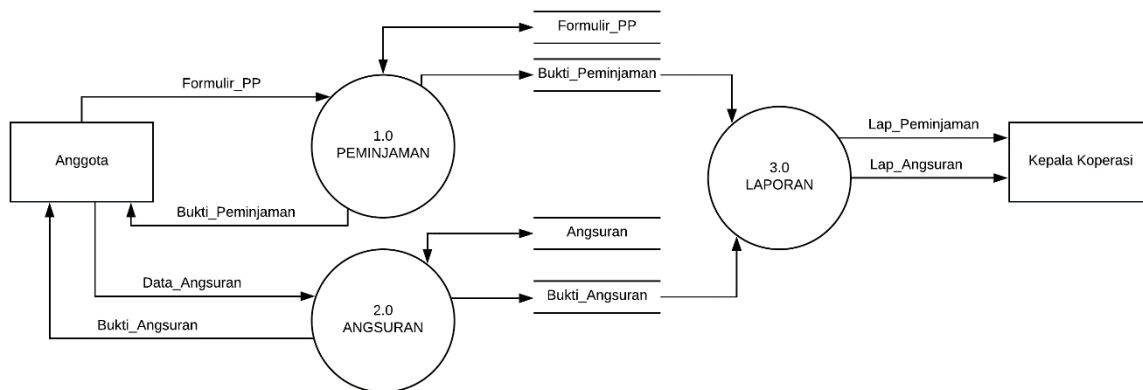 Formulir_PP
Bukti_Peminjaman
Formulir_PP
1.0
PEMINJAMAN
Anggota
Bukti_Peminjaman
3.0
LAPORAN
Lap_Peminjaman
Lap_Angsuran
Kepala Koperasi
Angsuran
Data_Angsuran
Bukti_Angsuran
2.0
ANGSURAN
Bukti_Angsuran